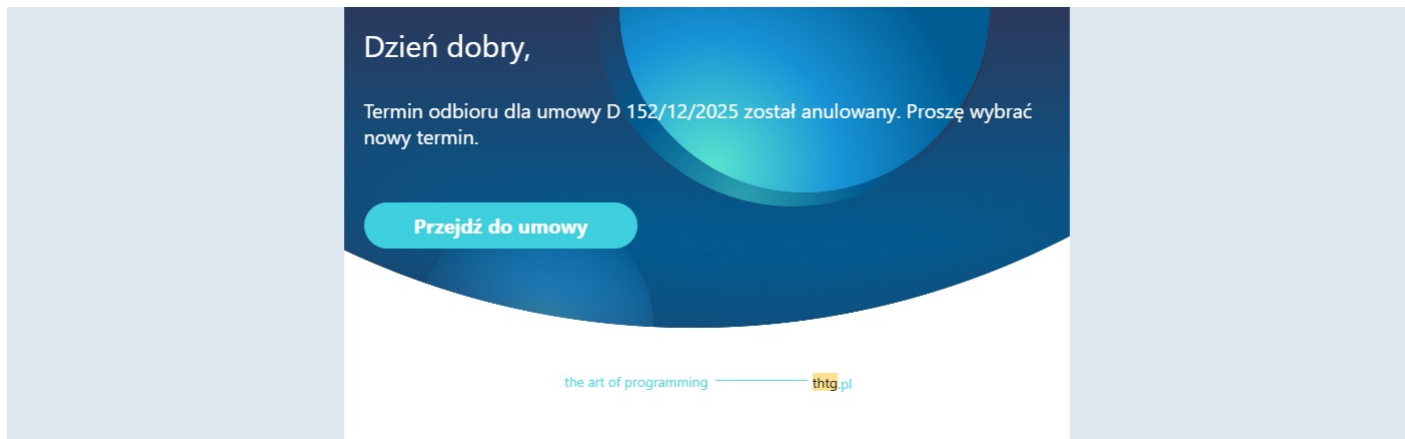 Dzień dobry,
Termin odbioru dla umowy D 152/12/2025 został anulowany. Proszę wybrać
nowy termin.
Przejdź do umowy
the art of programming thtg.pl